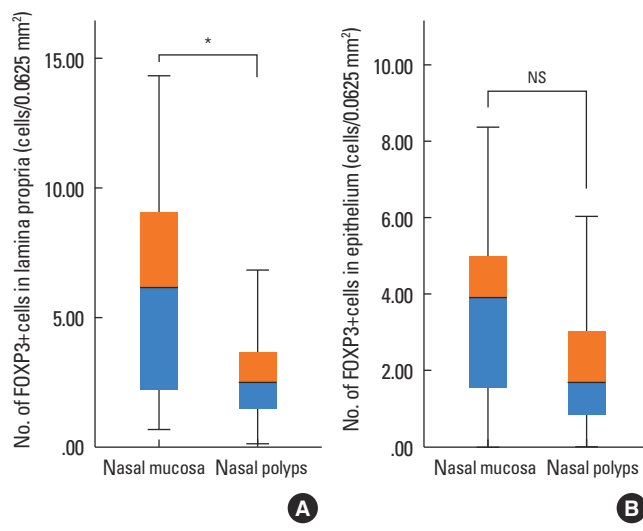 No. of FOXP3+cells in lamina propria (cells/0.0625 mm²)
15.00
10.00
5.00
.00
*
Nasal mucosa Nasal polyps
A
No. of FOXP3+cells in epithelium (cells/0.0625 mm²)
10.00
8.00
6.00
4.00
2.00
.00
NS
Nasal mucosa Nasal polyps
B